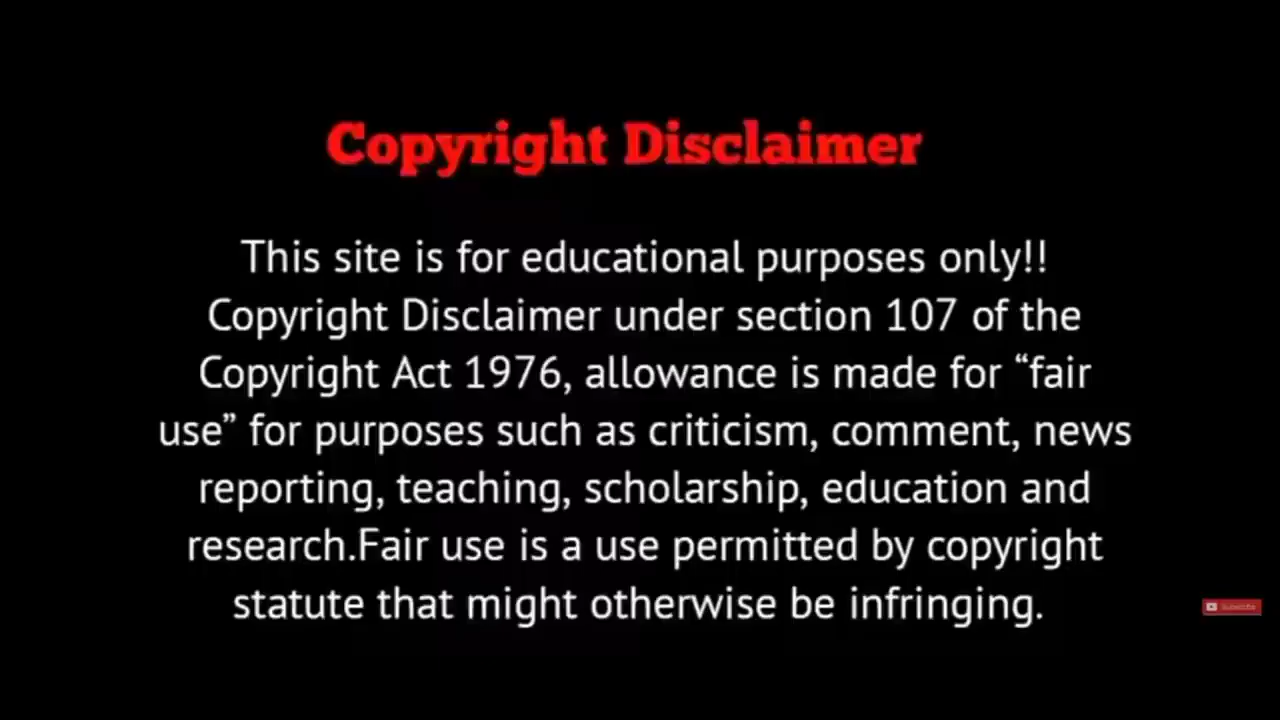 Copyright Disclaimer
This site is for educational purposes only!!
Copyright Disclaimer under section 107 of the
Copyright Act 1976, allowance is made for “fair
use” for purposes such as criticism, comment, news
reporting, teaching, scholarship, education and
research.Fair use is a use permitted by copyright
statute that might otherwise be infringing.
Subscribe